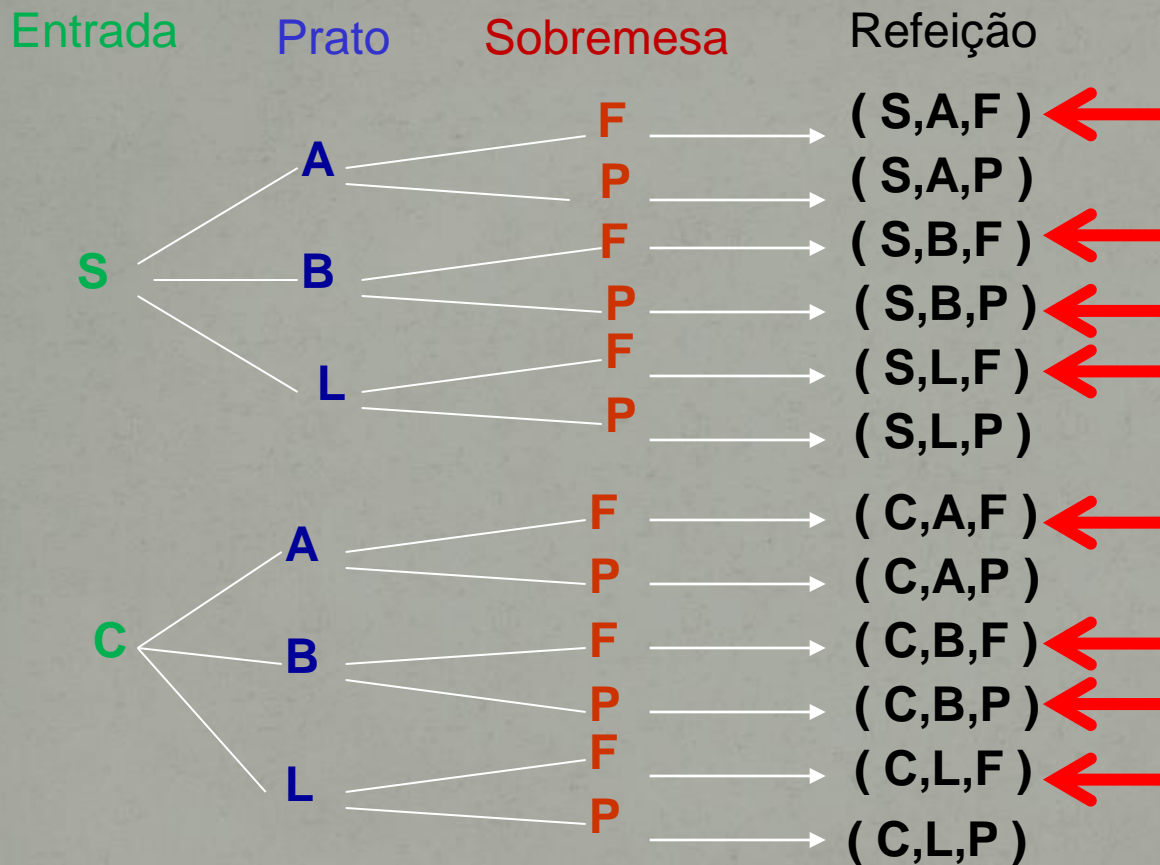 Entrada Prato Sobremesa Refeição
F ( S,A,F )
A
P ( S,A,P )
F ( S,B,F )
S B
P ( S,B,P )
F ( S,L,F )
L
P ( S,L,P )
F ( C,A,F )
A
P ( C,A,P )
F ( C,B,F )
C B
P ( C,B,P )
F ( C,L,F )
L
P ( C,L,P )